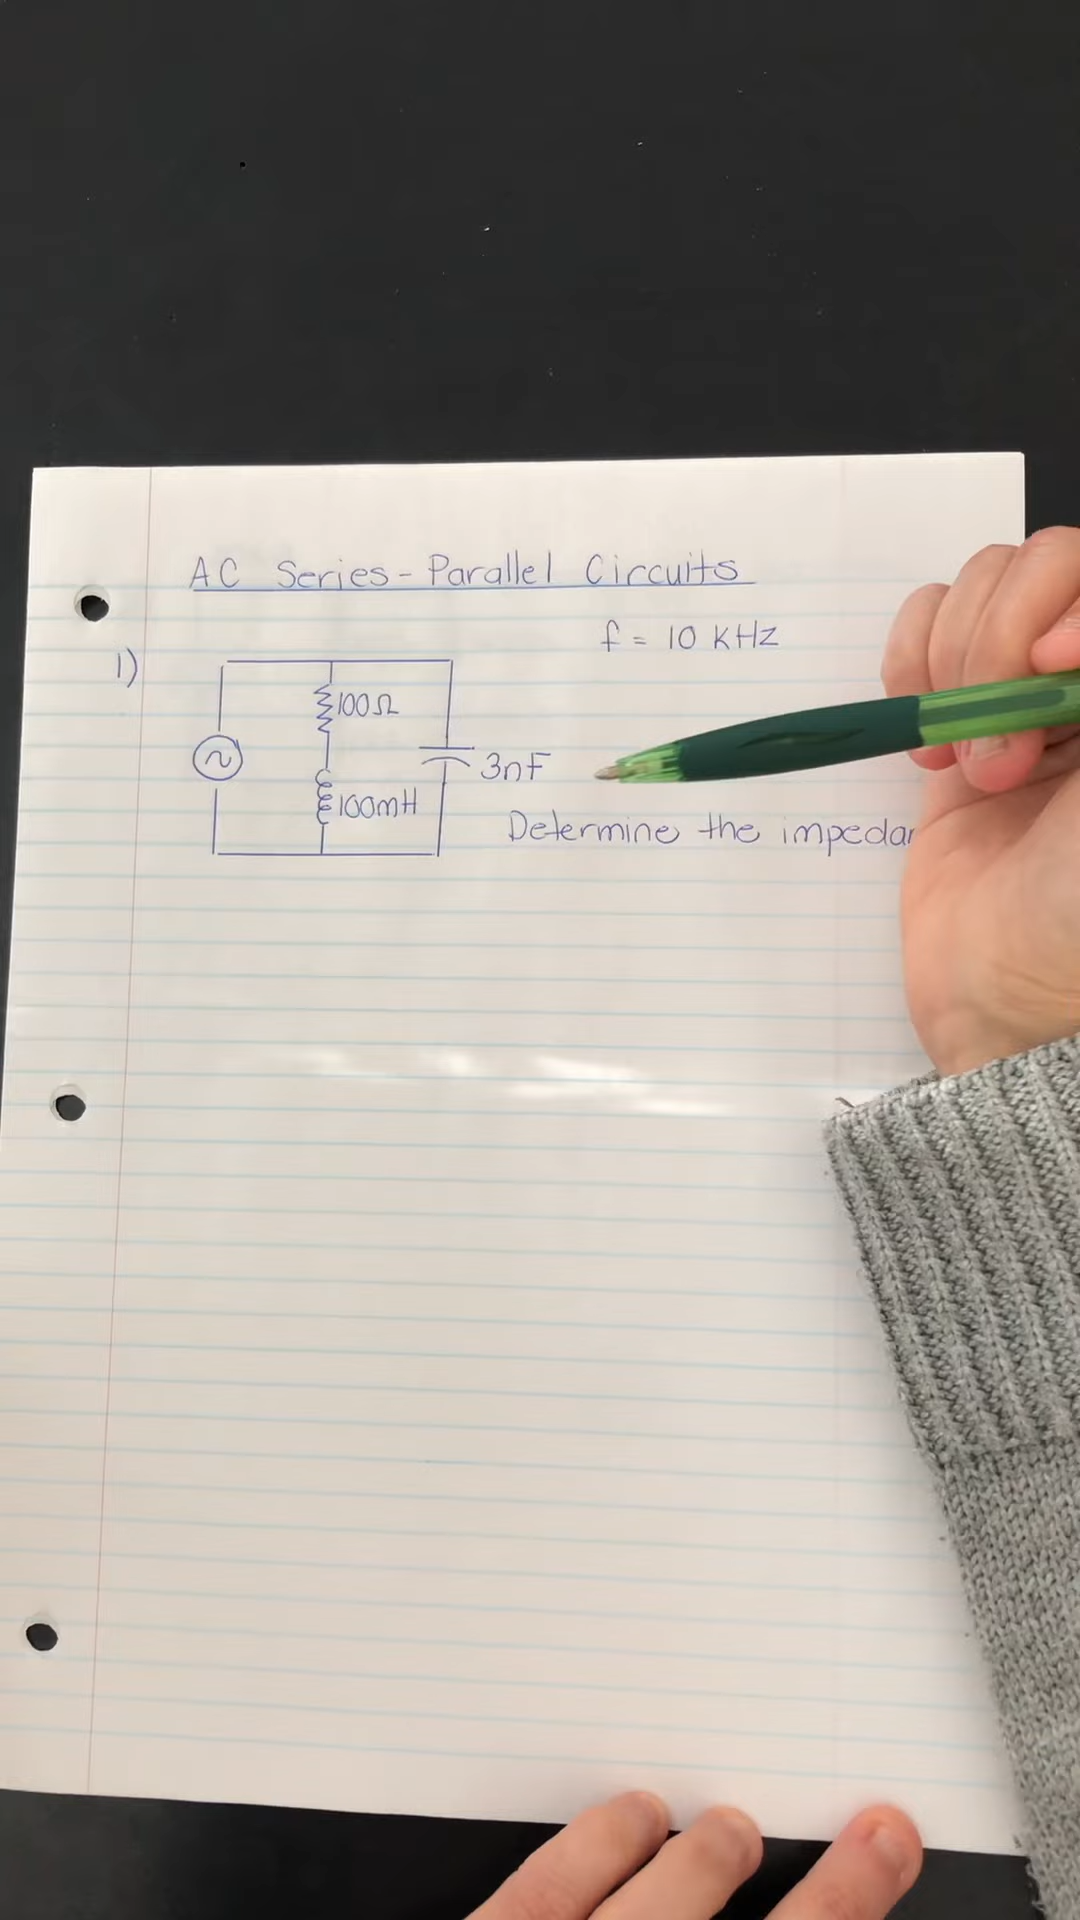 AC Series-Parallel Circuits
f = 10 kHz
1)
100Ω
3nF
100mH
Determine the